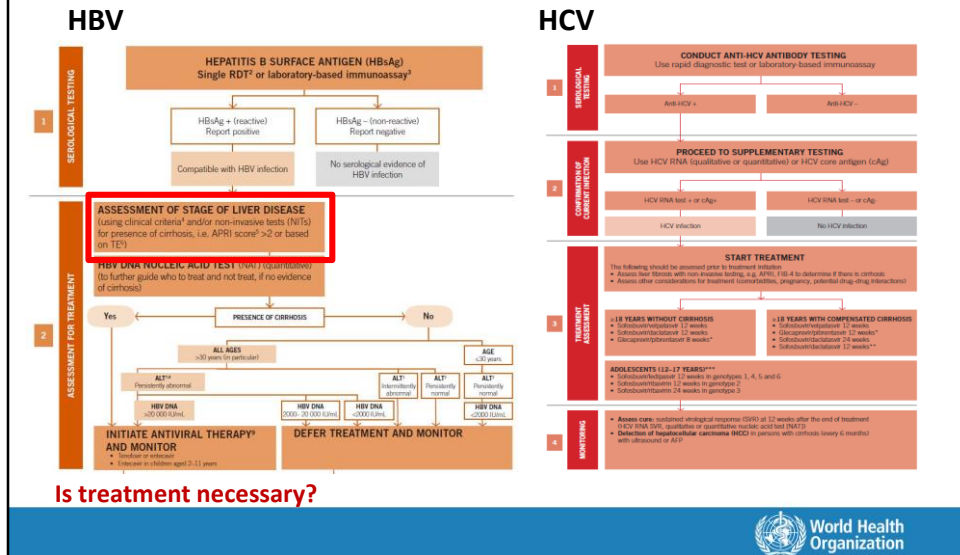 HBV
HEPATITIS B SURFACE ANTIGEN (HBsAg)
Single RDT² or laboratory-based immunoassay³
1
SEROLOGICAL TESTING
HBsAg + (reactive)
Report positive
HBsAg – (non-reactive)
Report negative
Compatible with HBV infection
No serological evidence of
HBV infection
ASSESSMENT OF STAGE OF LIVER DISEASE
(using clinical criteria⁴ and/or non-invasive tests (NITs)
for presence of cirrhosis, i.e. APRI score⁵ >2 or based
on TE⁶)
HBV DNA NUCLEIC ACID TEST (NAT) (quantitative)
(to further guide who to treat and not treat, if no evidence
of cirrhosis)
2
ASSESSMENT FOR TREATMENT
Yes
PRESENCE OF CIRRHOSIS
No
ALL AGES
>30 years (in particular)
AGE
≤30 years
ALT
Persistently abnormal
ALT
Intermittently
abnormal
ALT
Persistently
normal
ALT
Persistently
normal
HBV DNA
>20 000 IU/mL
HBV DNA
2000- 20 000 IU/mL
HBV DNA
<2000 IU/mL
HBV DNA
<2000 IU/mL
INITIATE ANTIVIRAL THERAPY⁹
AND MONITOR
• Tenofovir or entecavir
• Entecavir in children aged 2–11 years
DEFER TREATMENT AND MONITOR
Is treatment necessary?
HCV
CONDUCT ANTI-HCV ANTIBODY TESTING
Use rapid diagnostic test or laboratory-based immunoassay
1
SEROLOGICAL
TESTING
Anti-HCV +
Anti-HCV –
PROCEED TO SUPPLEMENTARY TESTING
Use HCV RNA (qualitative or quantitative) or HCV core antigen (cAg)
2
CONFIRMATION OF
CURRENT INFECTION
HCV RNA test + or cAg+
HCV RNA test – or cAg-
HCV infection
No HCV infection
START TREATMENT
The following should be assessed prior to treatment initiation
• Assess liver fibrosis with non-invasive testing, e.g. APRI, FIB-4 to determine if there is cirrhosis
• Assess other considerations for treatment (comorbidities, pregnancy, potential drug-drug interactions)
3
TREATMENT
ASSESSMENT
≥18 YEARS WITHOUT CIRRHOSIS
• Sofosbuvir/velpatasvir 12 weeks
• Sofosbuvir/daclatasvir 12 weeks
• Glecaprevir/pibrentasvir 8 weeks*
≥18 YEARS WITH COMPENSATED CIRRHOSIS
• Sofosbuvir/velpatasvir 12 weeks
• Glecaprevir/pibrentasvir 12 weeks*
• Sofosbuvir/daclatasvir 24 weeks
• Sofosbuvir/daclatasvir 12 weeks**
ADOLESCENTS (12–17 YEARS)***
• Sofosbuvir/ledipasvir 12 weeks in genotypes 1, 4, 5 and 6
• Sofosbuvir/ribavirin 12 weeks in genotype 2
• Sofosbuvir/ribavirin 24 weeks in genotype 3
4
MONITORING
• Assess cure: sustained virological response (SVR) at 12 weeks after the end of treatment
(HCV RNA SVR, qualitative or quantitative nucleic acid test (NAT))
• Detection of hepatocellular carcinoma (HCC) in persons with cirrhosis (every 6 months)
with ultrasound or AFP
World Health
Organization